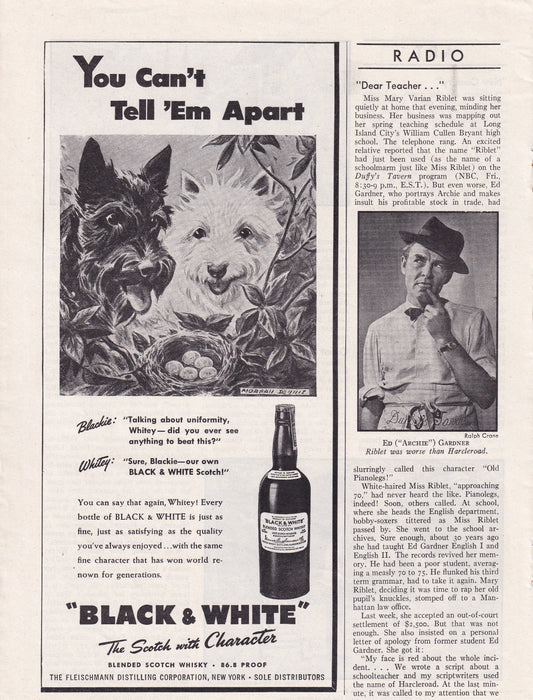 You Can't
Tell 'Em Apart
MORGAN DENNIS
Blackie: "Talking about uniformity,
Whitey—did you ever see
anything to beat this?"
Whitey: "Sure, Blackie—our own
BLACK & WHITE Scotch!"
You can say that again, Whitey! Every
bottle of BLACK & WHITE is just as
fine, just as satisfying as the quality
you've always enjoyed...with the same
fine character that has won world re-
nown for generations.
"BLACK & WHITE"
BLENDED SCOTCH WHISKY
"BLACK & WHITE"
The Scotch with Character
BLENDED SCOTCH WHISKY • 86.8 PROOF
THE FLEISCHMANN DISTILLING CORPORATION, NEW YORK • SOLE DISTRIBUTORS
RADIO
"Dear Teacher . . ."
Miss Mary Varian Riblet was sitting
quietly at home that evening, minding her
business. Her business was mapping out
her spring teaching schedule at Long
Island City's William Cullen Bryant high
school. The telephone rang. An excited
relative reported that the name "Riblet"
had just been used (as the name of a
schoolmarm just like Miss Riblet) on the
Duffy's Tavern program (NBC, Fri.,
8:30-9 p.m., E.S.T.). But even worse, Ed
Gardner, who portrays Archie and makes
insult his profitable stock in trade, had
Ralph Crane
ED ("ARCHIE") GARDNER
Riblet was worse than Harcleroad.
slurringly called this character "Old
Pianolegs!"
White-haired Miss Riblet, "approaching
70," had never heard the like. Pianolegs,
indeed! Soon, others called. At school,
where she heads the English department,
bobby-soxers tittered as Miss Riblet
passed by. She went to the school ar-
chives. Sure enough, about 30 years ago
she had taught Ed Gardner English I and
English II. The records revived her mem-
ory. He had been a poor student, averag-
ing a measly 70 to 75. He flunked his third
term grammar, had to take it again. Mary
Riblet, deciding it was time to rap her old
pupil's knuckles, stomped off to a Man-
hattan law office.
Last week, she accepted an out-of-court
settlement of $2,500. But that was not
enough. She also insisted on a personal
letter of apology from former student Ed
Gardner. She got it:
"My face is red about the whole inci-
dent. . . . We wrote a script about a
schoolteacher and my scriptwriters used
the name of Harcleroad. At the last min-
ute, it was called to my attention that we